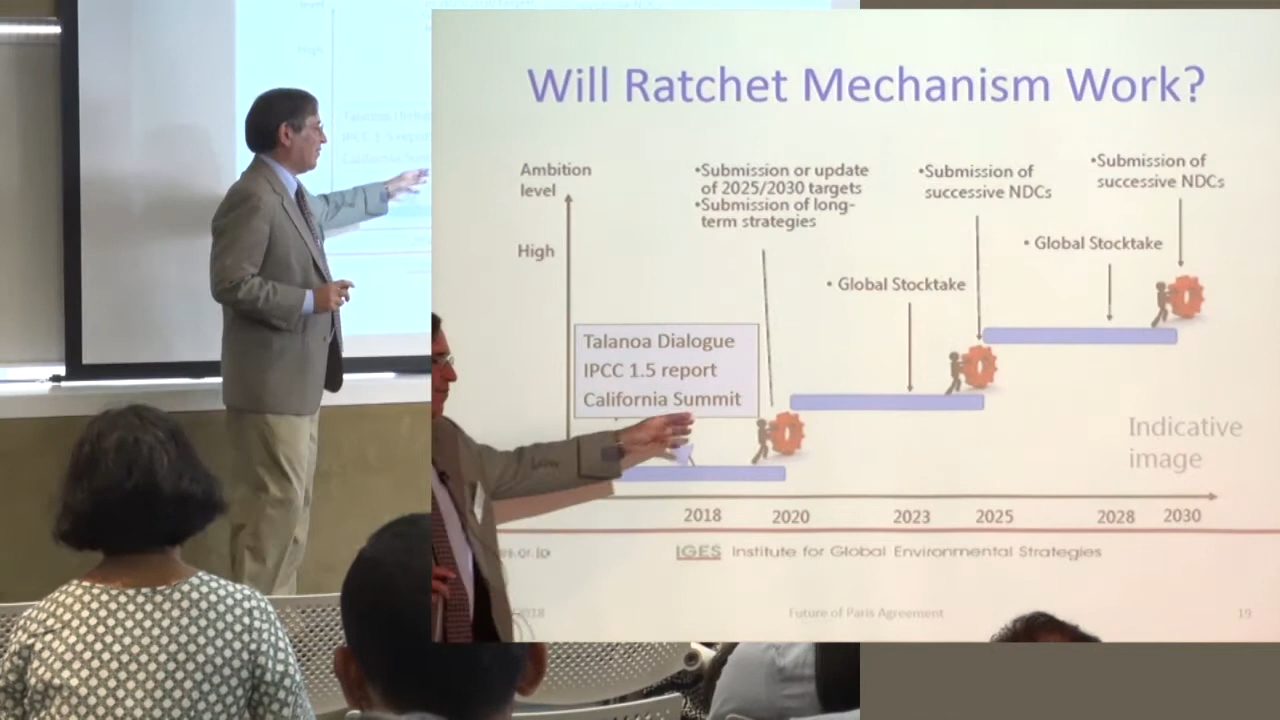 Will Ratchet Mechanism Work?
Ambition
level
High
•Submission or update
of 2025/2030 targets
•Submission of long-
term strategies
•Submission of
successive NDCs
•Submission of
successive NDCs
• Global Stocktake
• Global Stocktake
Talanoa Dialogue
IPCC 1.5 report
California Summit
Indicative
image
2018
2020
2023
2025
2028
2030
IGES Institute for Global Environmental Strategies
Future of Paris Agreement
19